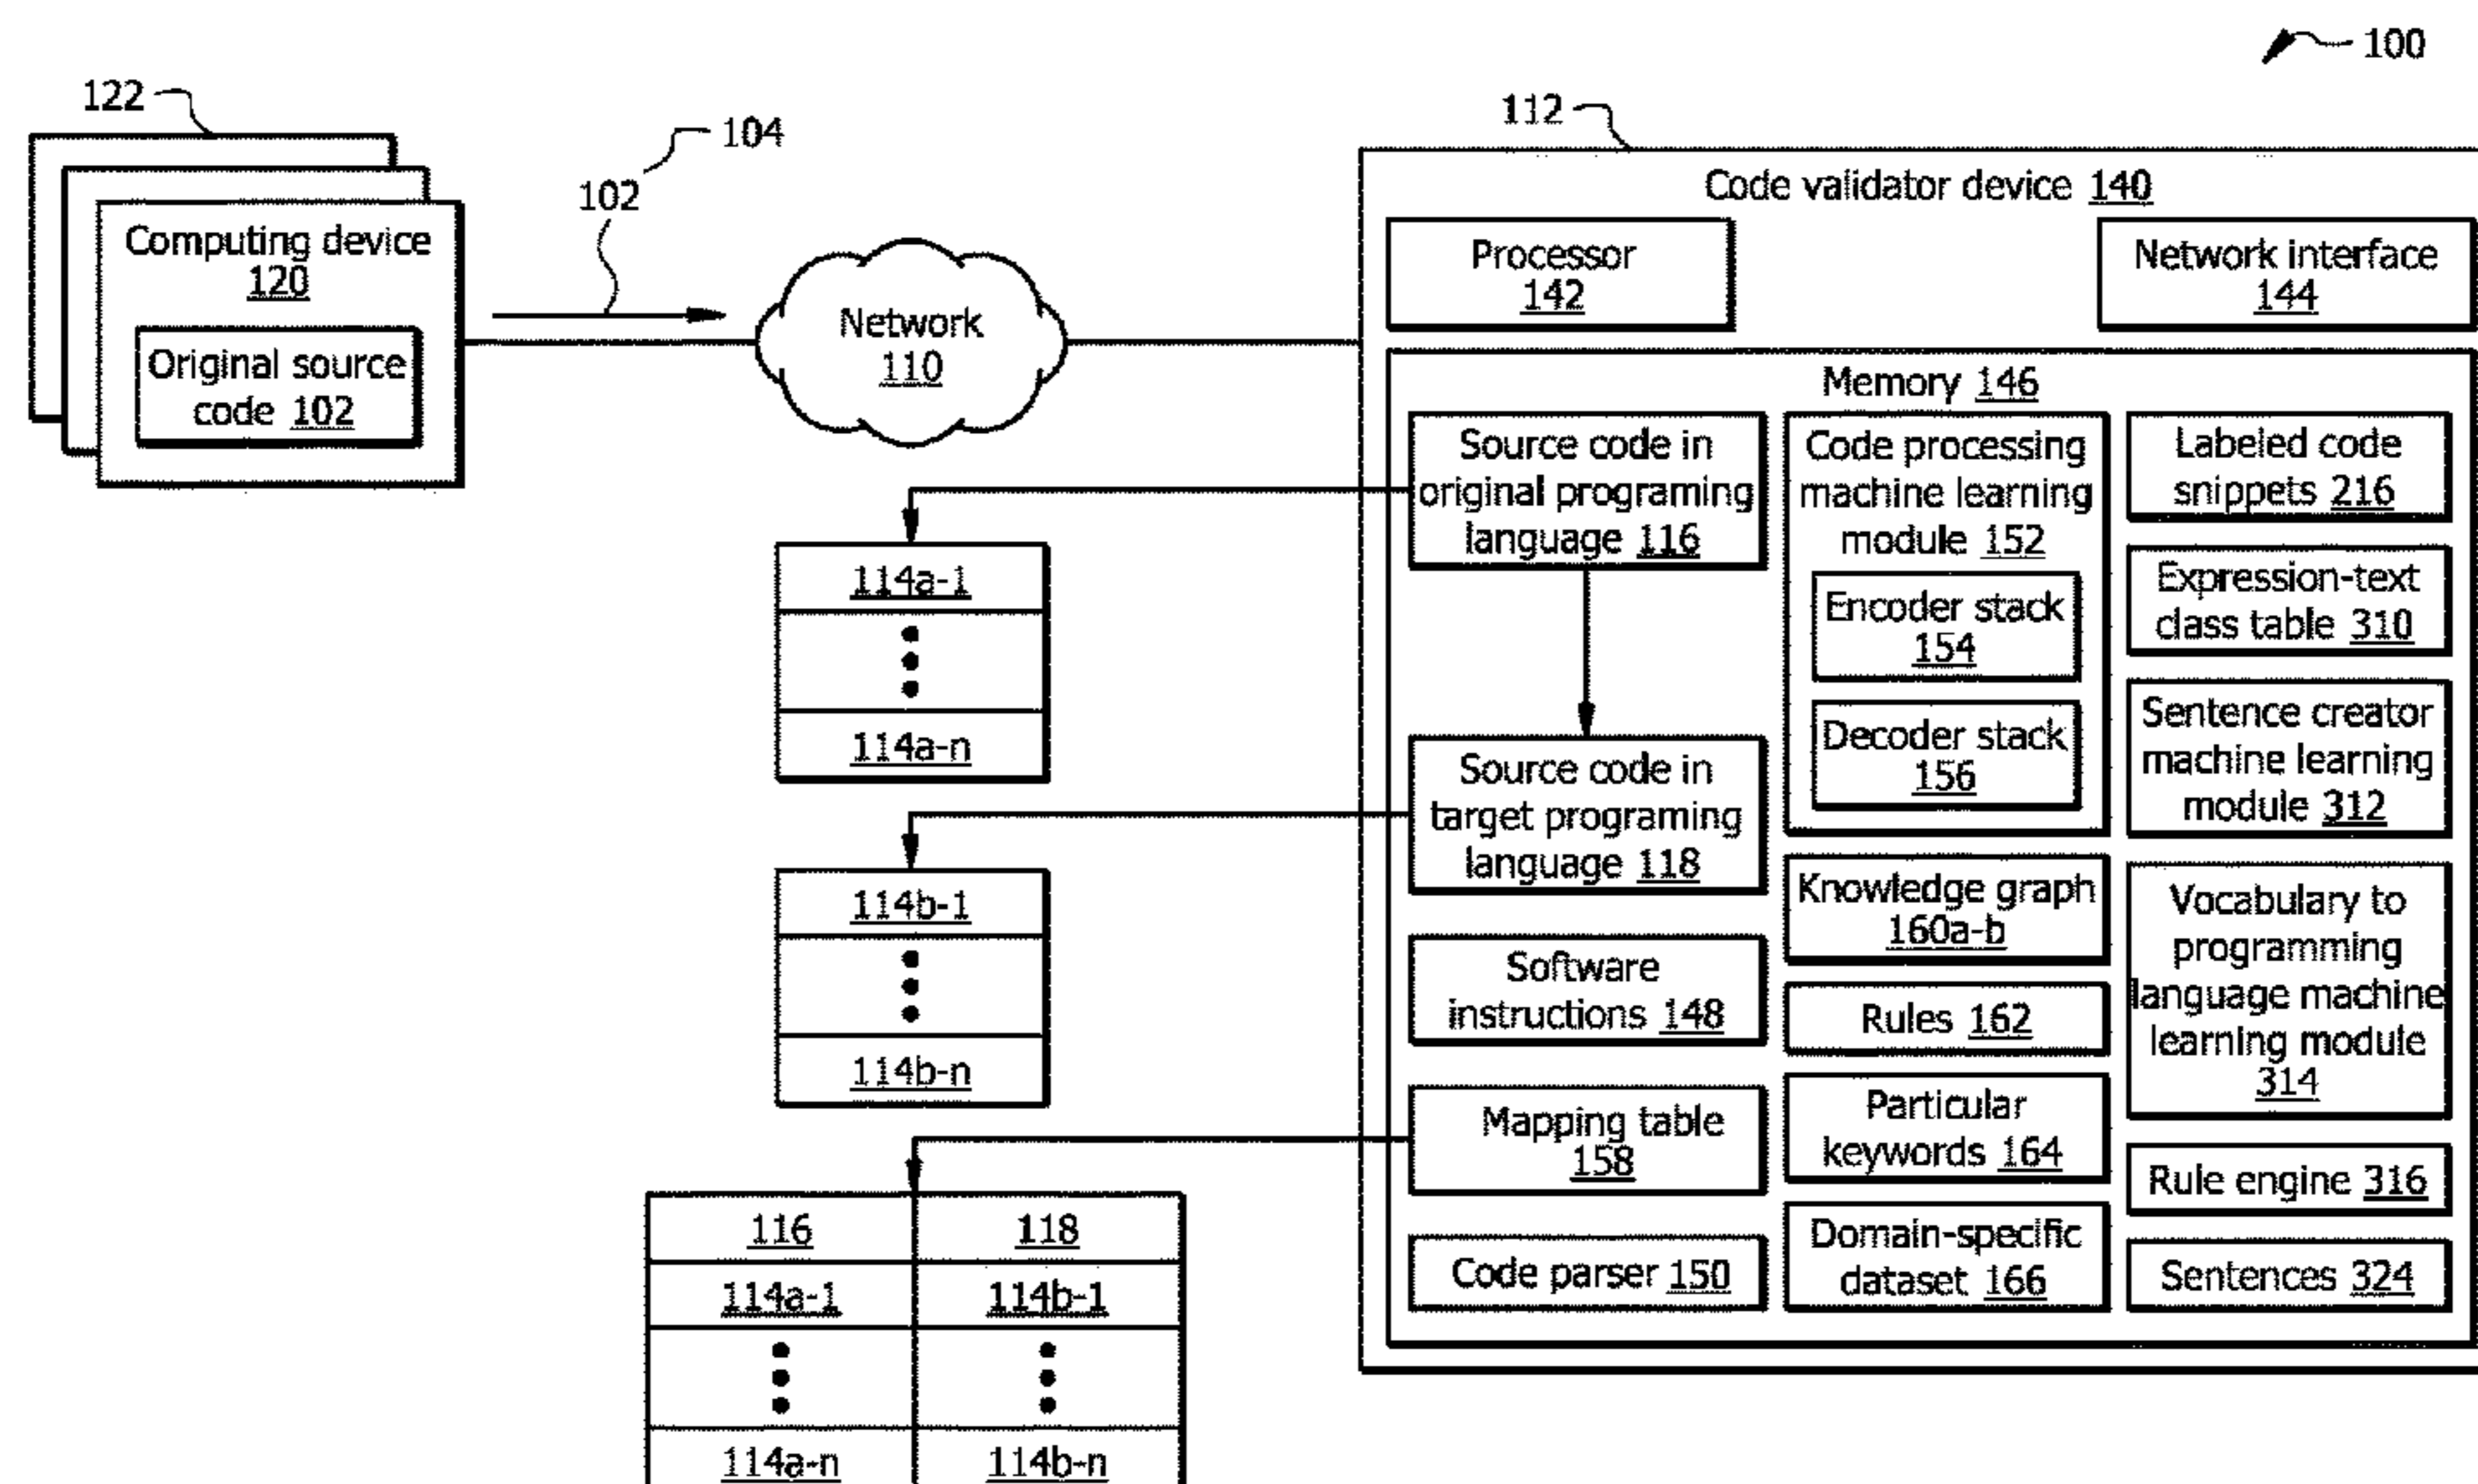 100
122
104
102
112
Computing device
120
Original source
code 102
Network
110
Code validator device 140
Processor
142
Network interface
144
Memory 146
Source code in
original programing
language 116
Source code in
target programing
language 118
Software
instructions 148
Mapping table
158
Code parser 150
Code processing
machine learning
module 152
Encoder stack
154
Decoder stack
156
Knowledge graph
160a-b
Rules 162
Particular
keywords 164
Domain-specific
dataset 166
Labeled code
snippets 216
Expression-text
class table 310
Sentence creator
machine learning
module 312
Vocabulary to
programming
language machine
learning module
314
Rule engine 316
Sentences 324
114a-1
114a-n
114b-1
114b-n
116 118
114a-1 114b-1
114a-n 114b-n